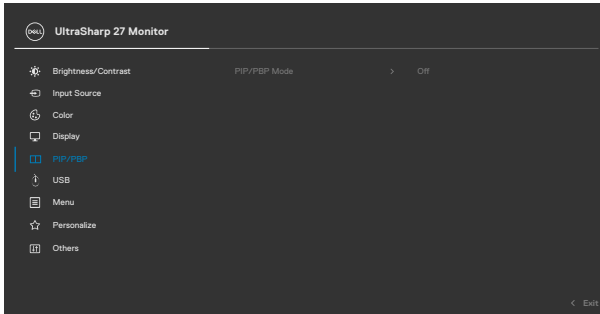 DELL UltraSharp 27 Monitor
Brightness/Contrast PIP/PBP Mode > Off
Input Source
Color
Display
PIP/PBP
USB
Menu
Personalize
Others
< Exit